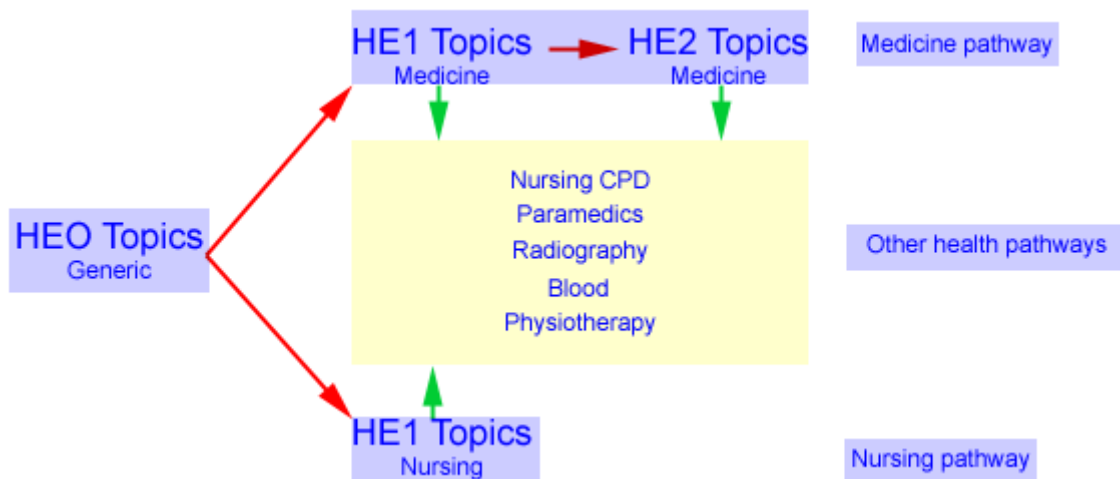 HE1 Topics
Medicine
HE2 Topics
Medicine
Medicine pathway
Nursing CPD
Paramedics
Radiography
Blood
Physiotherapy
HEO Topics
Generic
Other health pathways
HE1 Topics
Nursing
Nursing pathway